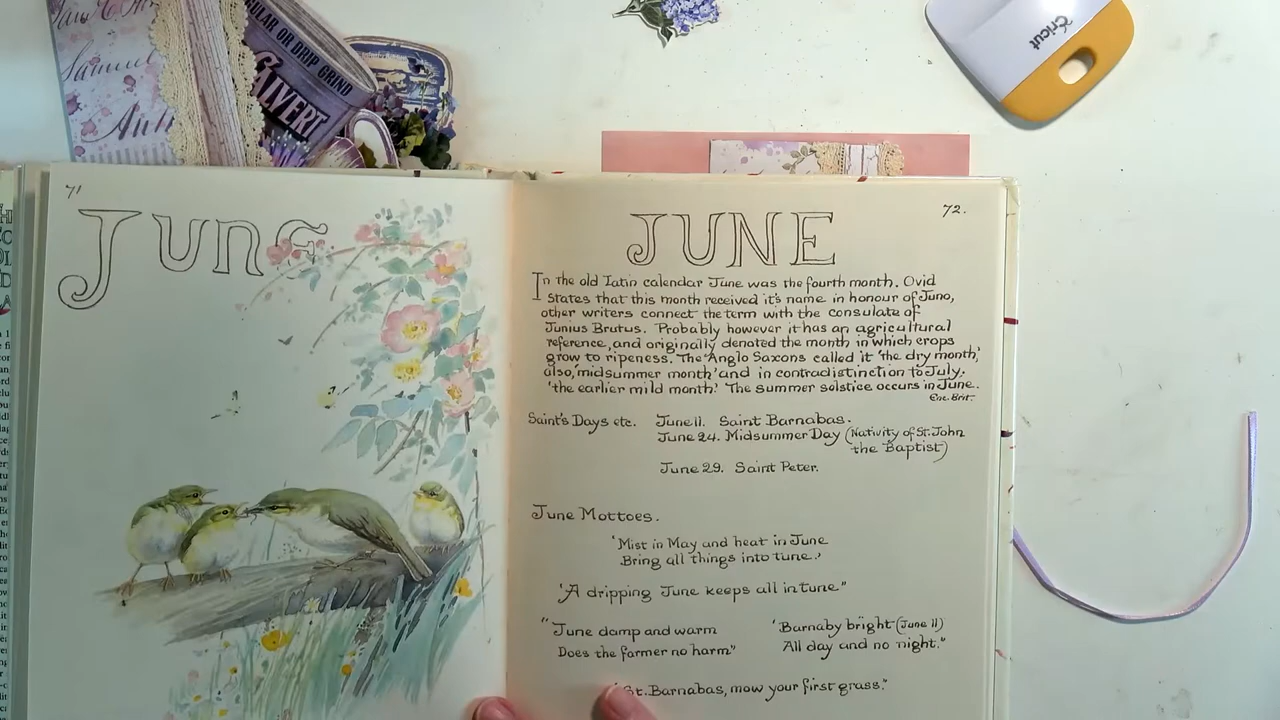 Samuel
REGULAR OR DRIP GRIND
CALVERT
Cricut
71
JUNE
JUNE
72.
In the old Latin calendar June was the fourth month. Ovid
States that this month received it's name in honour of Juno,
other writers connect the term with the consulate of
Junius Brutus. Probably however it has an agricultural
reference, and originally denoted the month in which crops
grow to ripeness. The Anglo Saxons called it 'the dry month,'
also, 'midsummer month' and in contradistinction to July.
'the earlier mild month.' The summer solstice occurs in June.
Enc. Brit.
Saint's Days etc. June 11. Saint Barnabas.
June 24. Midsummer Day (Nativity of St. John
the Baptist)
June 29. Saint Peter.
June Mottoes.
'Mist in May and heat in June
Bring all things into tune.'
'A dripping June keeps all in tune"
"June damp and warm
Does the farmer no harm"
'Barnaby bright (June 11)
All day and no night."
'St. Barnabas, mow your first grass."